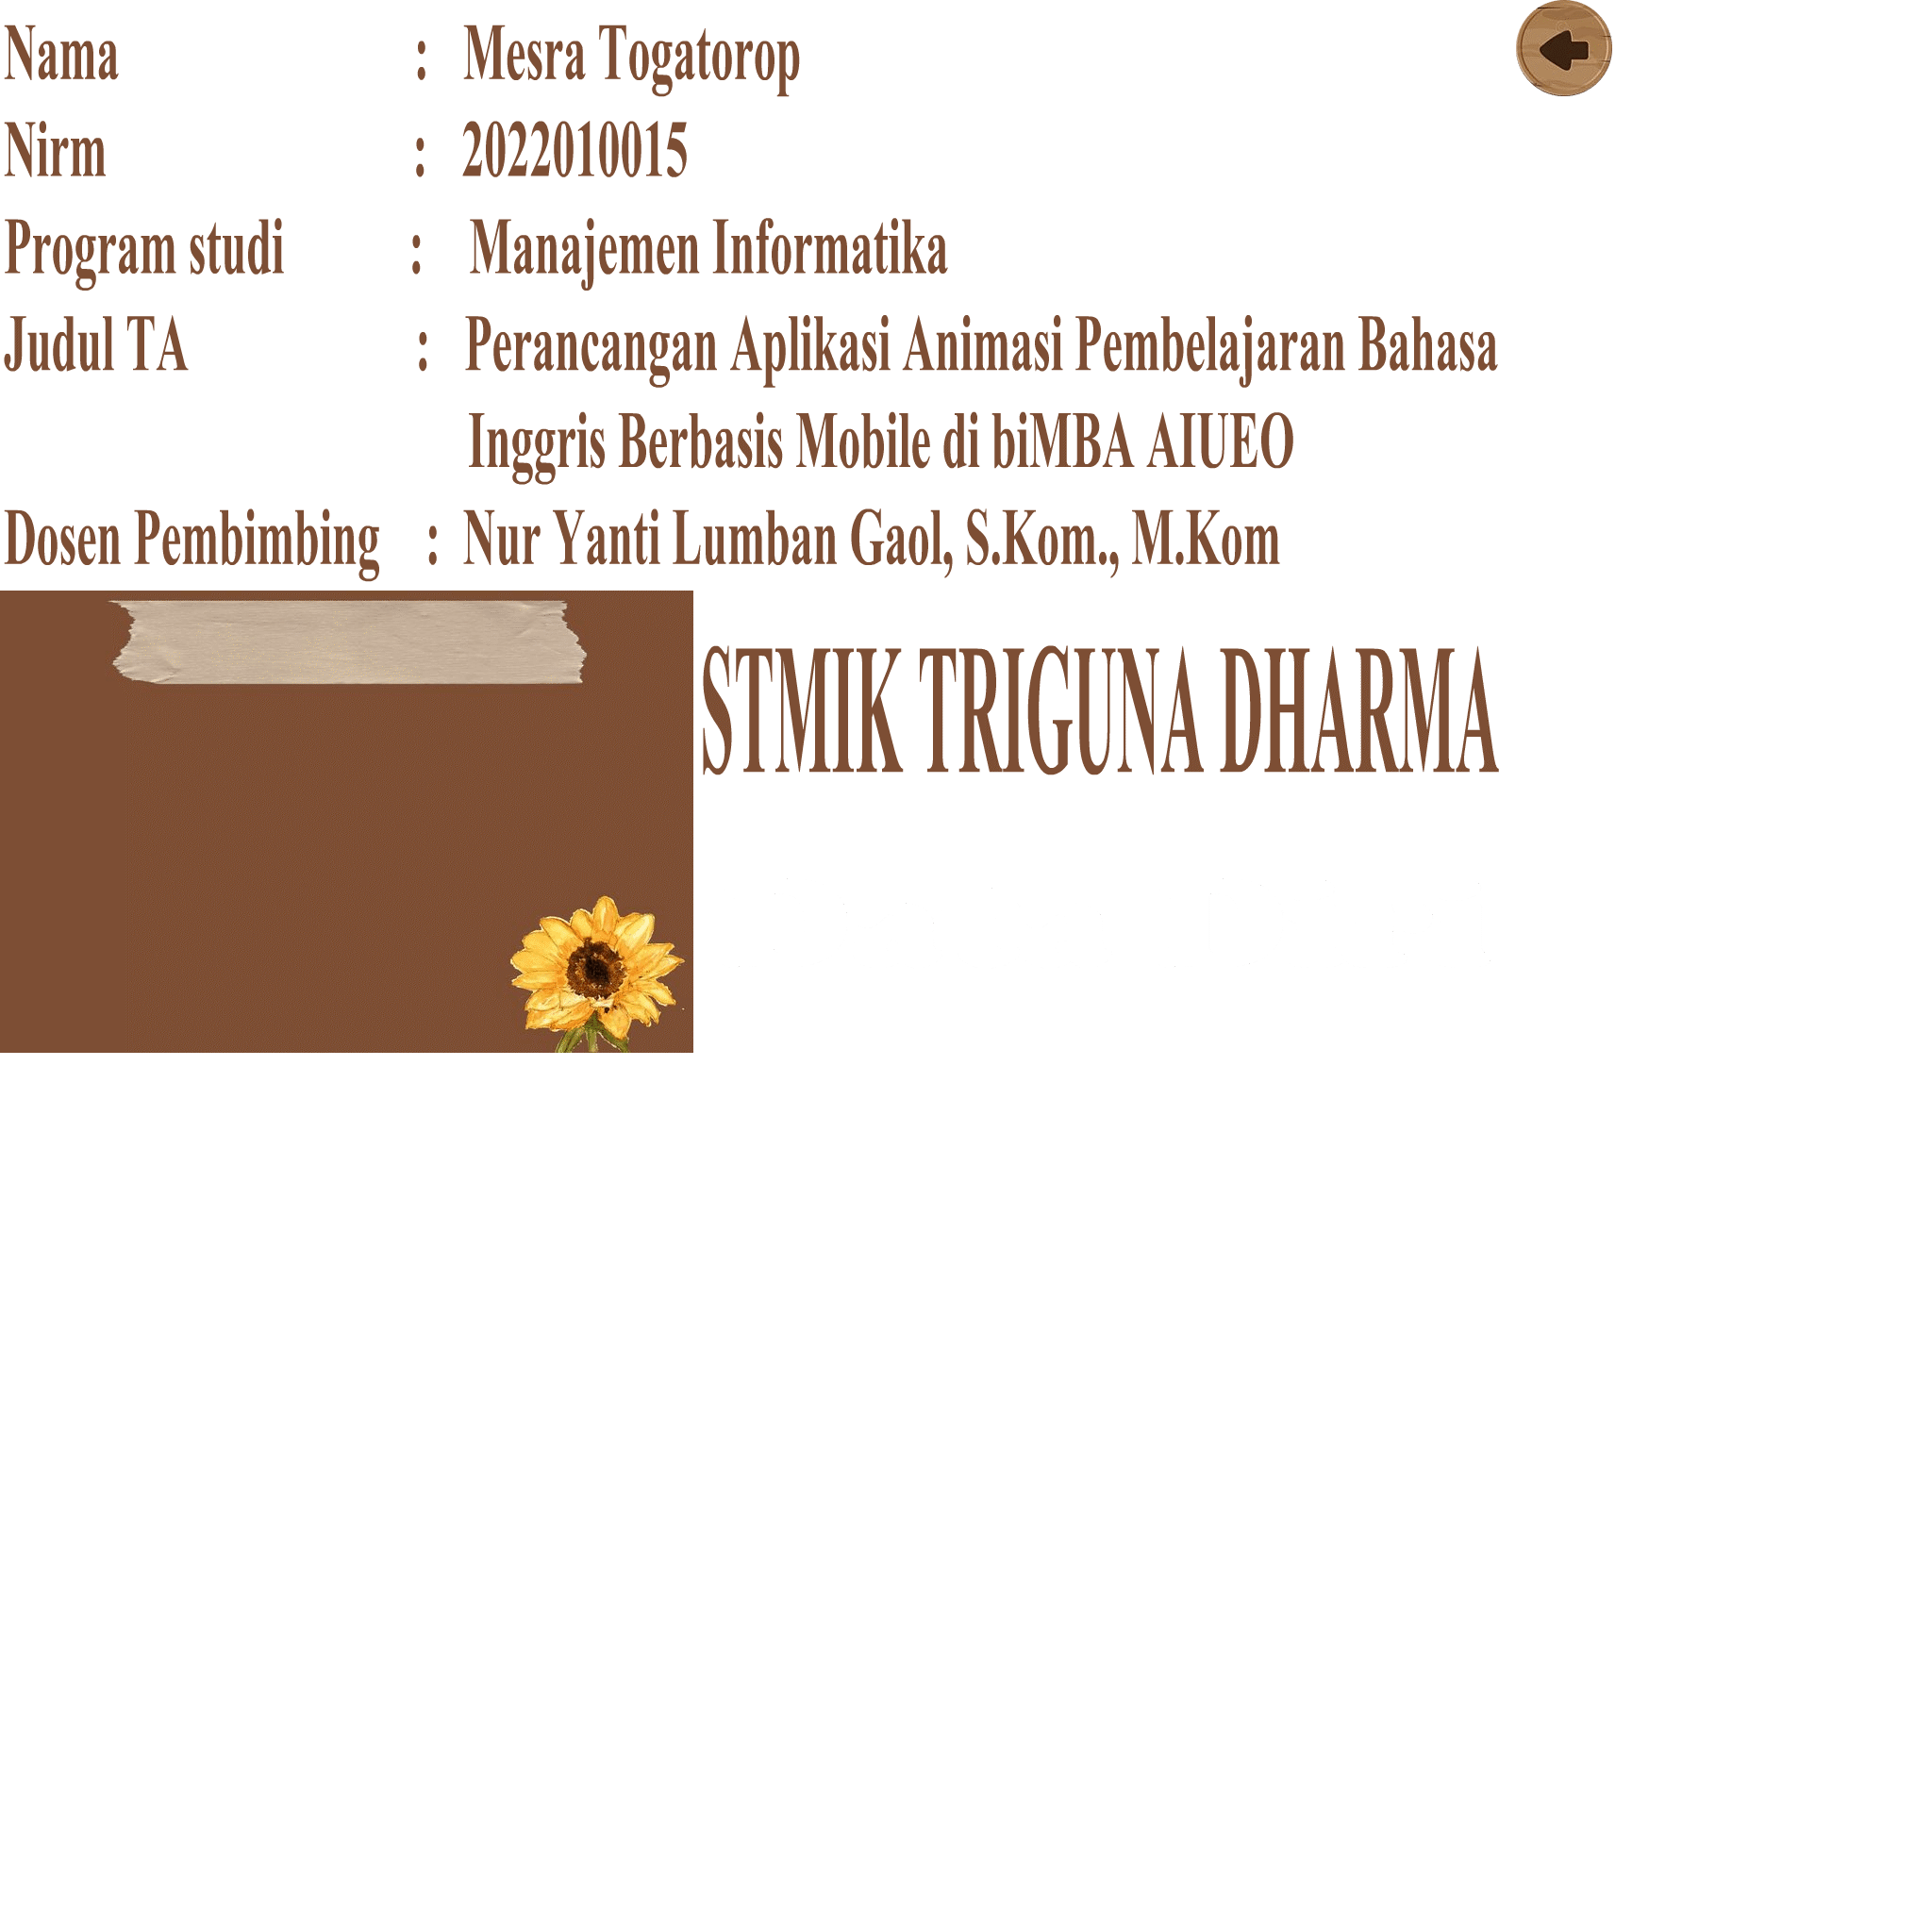 Nama : Mesra Togatorop
Nirm : 2022010015
Program studi : Manajemen Informatika
Judul TA : Perancangan Aplikasi Animasi Pembelajaran Bahasa
Inggris Berbasis Mobile di biMBA AIUEO
Dosen Pembimbing : Nur Yanti Lumban Gaol, S.Kom., M.Kom
STMIK TRIGUNA DHARMA